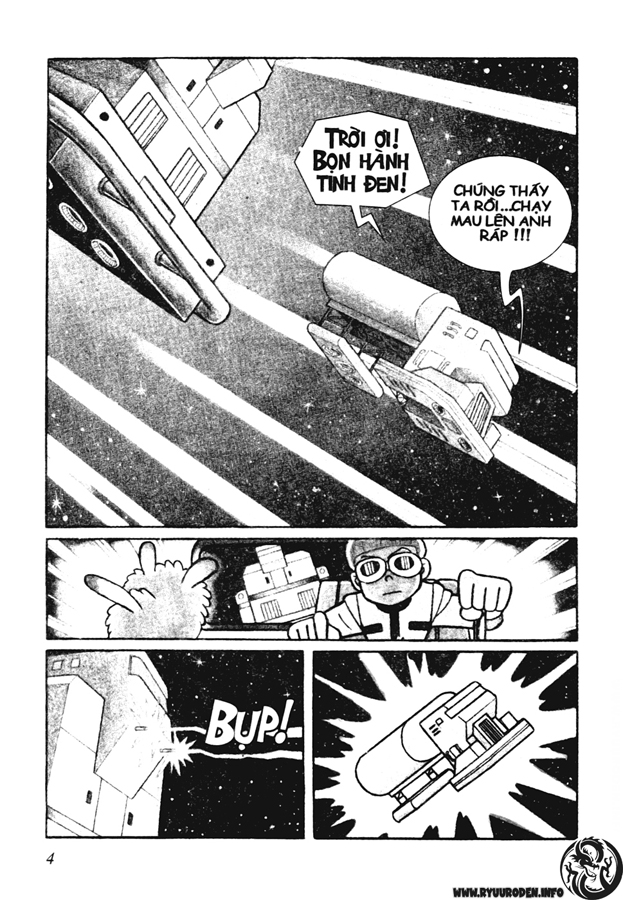 TRỜI ƠI!
BỌN HÀNH
TINH ĐEN!
CHÚNG THẤY
TA RỒI...CHẠY
MAU LÊN ANH
RÁP !!!
BỤP!
4
WWW.RYUURODEN.INFO